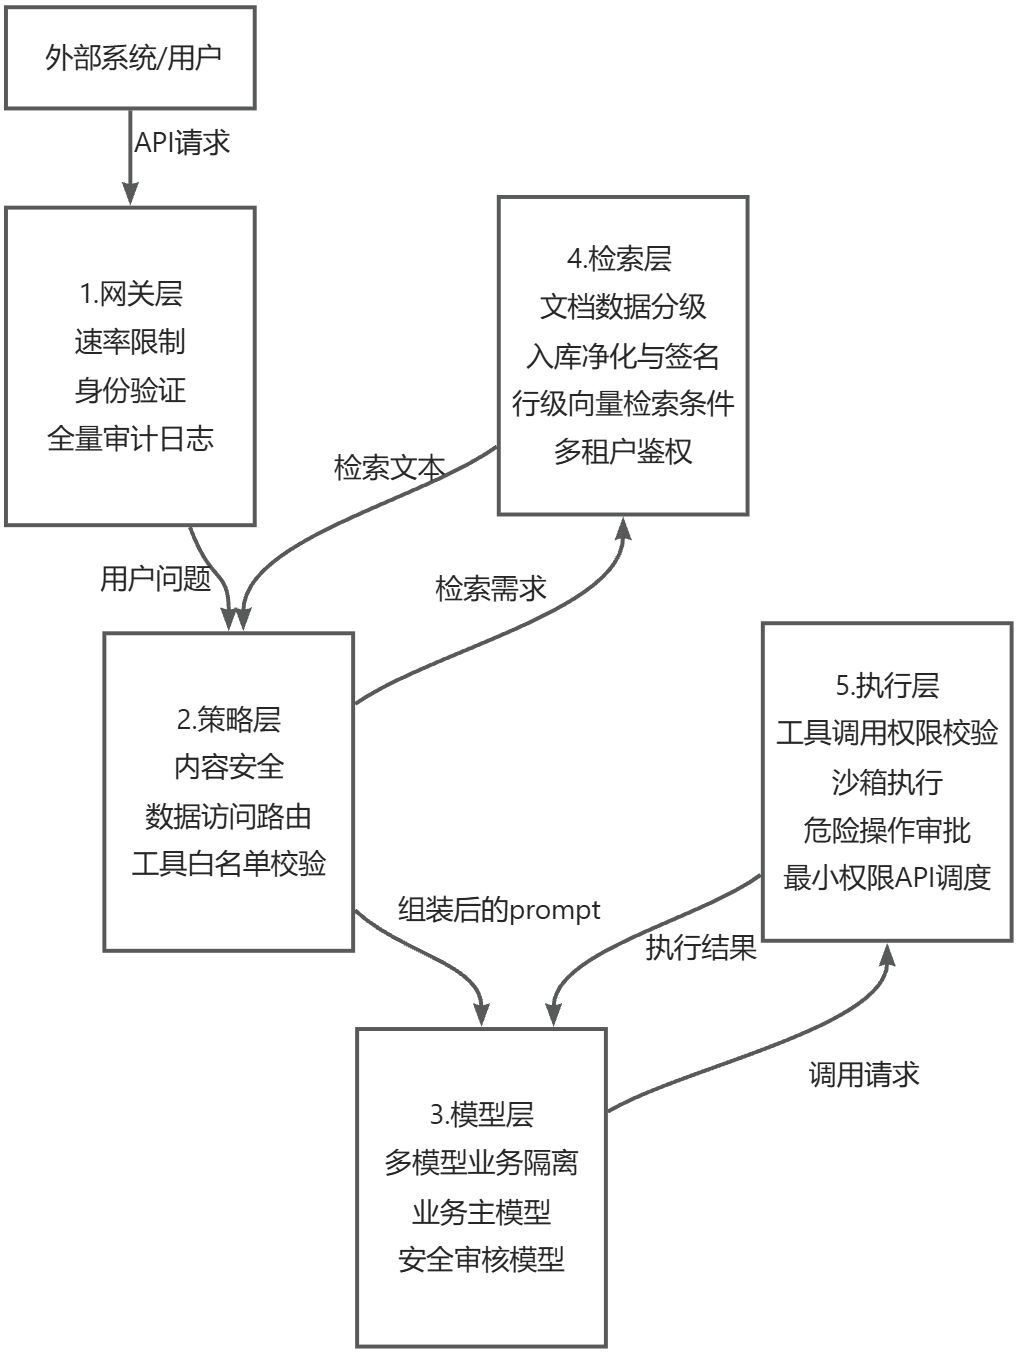 外部系统/用户
API请求
1.网关层
速率限制
身份验证
全量审计日志
用户问题
4.检索层
文档数据分级
入库净化与签名
行级向量检索条件
多租户鉴权
检索文本
检索需求
2.策略层
内容安全
数据访问路由
工具白名单校验
5.执行层
工具调用权限校验
沙箱执行
危险操作审批
最小权限API调度
组装后的prompt
执行结果
调用请求
3.模型层
多模型业务隔离
业务主模型
安全审核模型